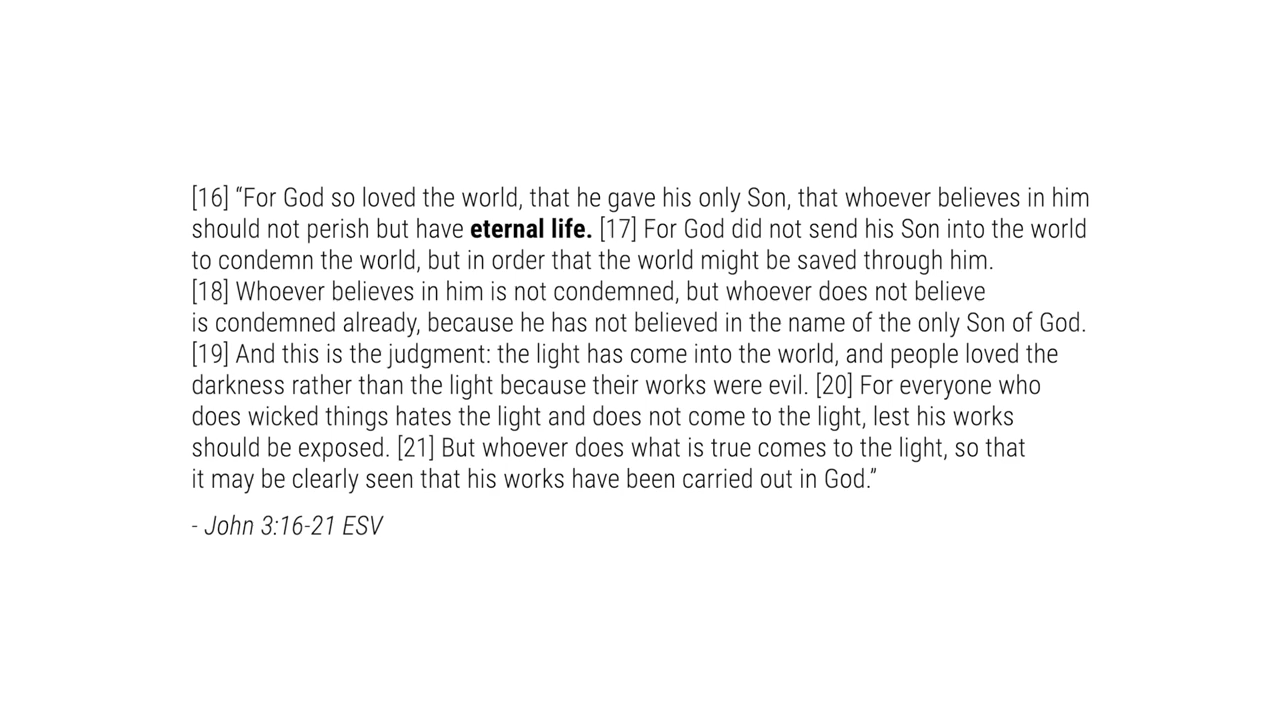 [16] “For God so loved the world, that he gave his only Son, that whoever believes in him
should not perish but have eternal life. [17] For God did not send his Son into the world
to condemn the world, but in order that the world might be saved through him.
[18] Whoever believes in him is not condemned, but whoever does not believe
is condemned already, because he has not believed in the name of the only Son of God.
[19] And this is the judgment: the light has come into the world, and people loved the
darkness rather than the light because their works were evil. [20] For everyone who
does wicked things hates the light and does not come to the light, lest his works
should be exposed. [21] But whoever does what is true comes to the light, so that
it may be clearly seen that his works have been carried out in God.”
- John 3:16-21 ESV